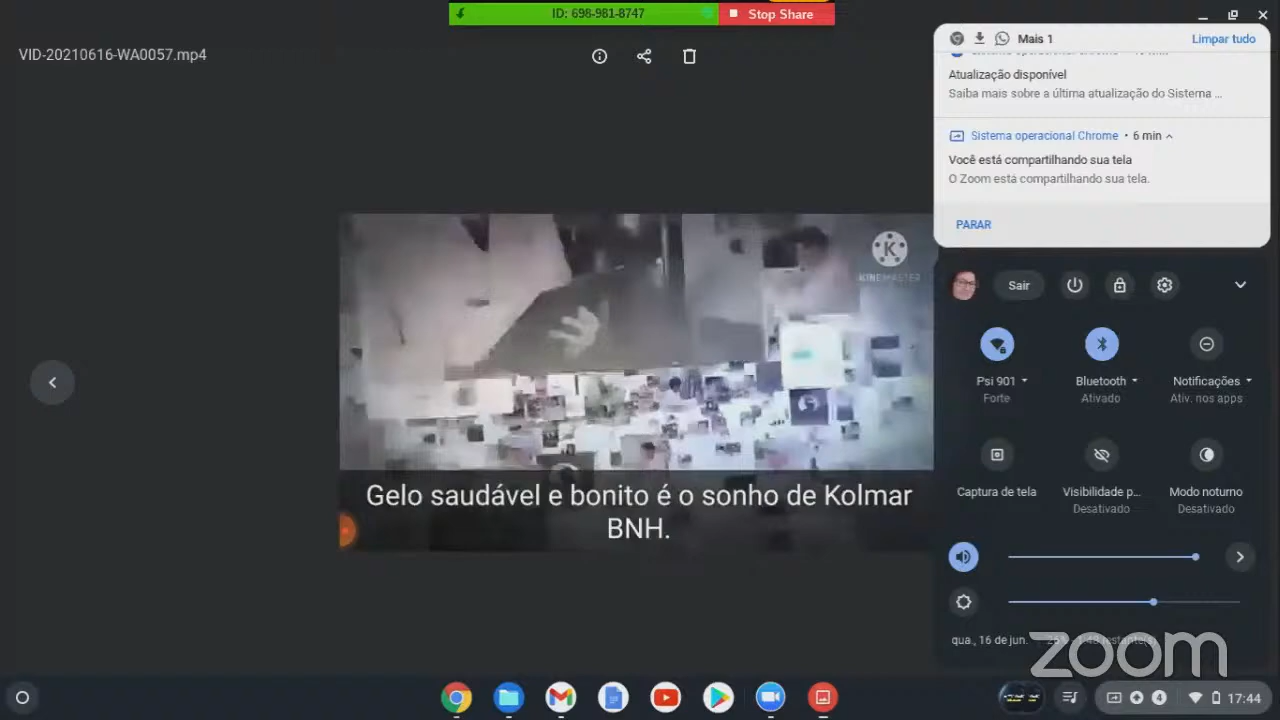 ID: 698-981-8747
Stop Share
VID-20210616-WA0057.mp4
Mais 1
Limpar tudo
Atualização disponível
Saiba mais sobre a última atualização do Sistema ...
Sistema operacional Chrome • 6 min
Você está compartilhando sua tela
O Zoom está compartilhando sua tela.
PARAR
K
KINEMASTER
Gelo saudável e bonito é o sonho de Kolmar
BNH.
Sair
Psi 901
Forte
Bluetooth
Ativado
Notificações
Ativ. nos apps
Captura de tela
Visibilidade p...
Desativado
Modo noturno
Desativado
qua., 16 de jun.
zoom
4
17:44